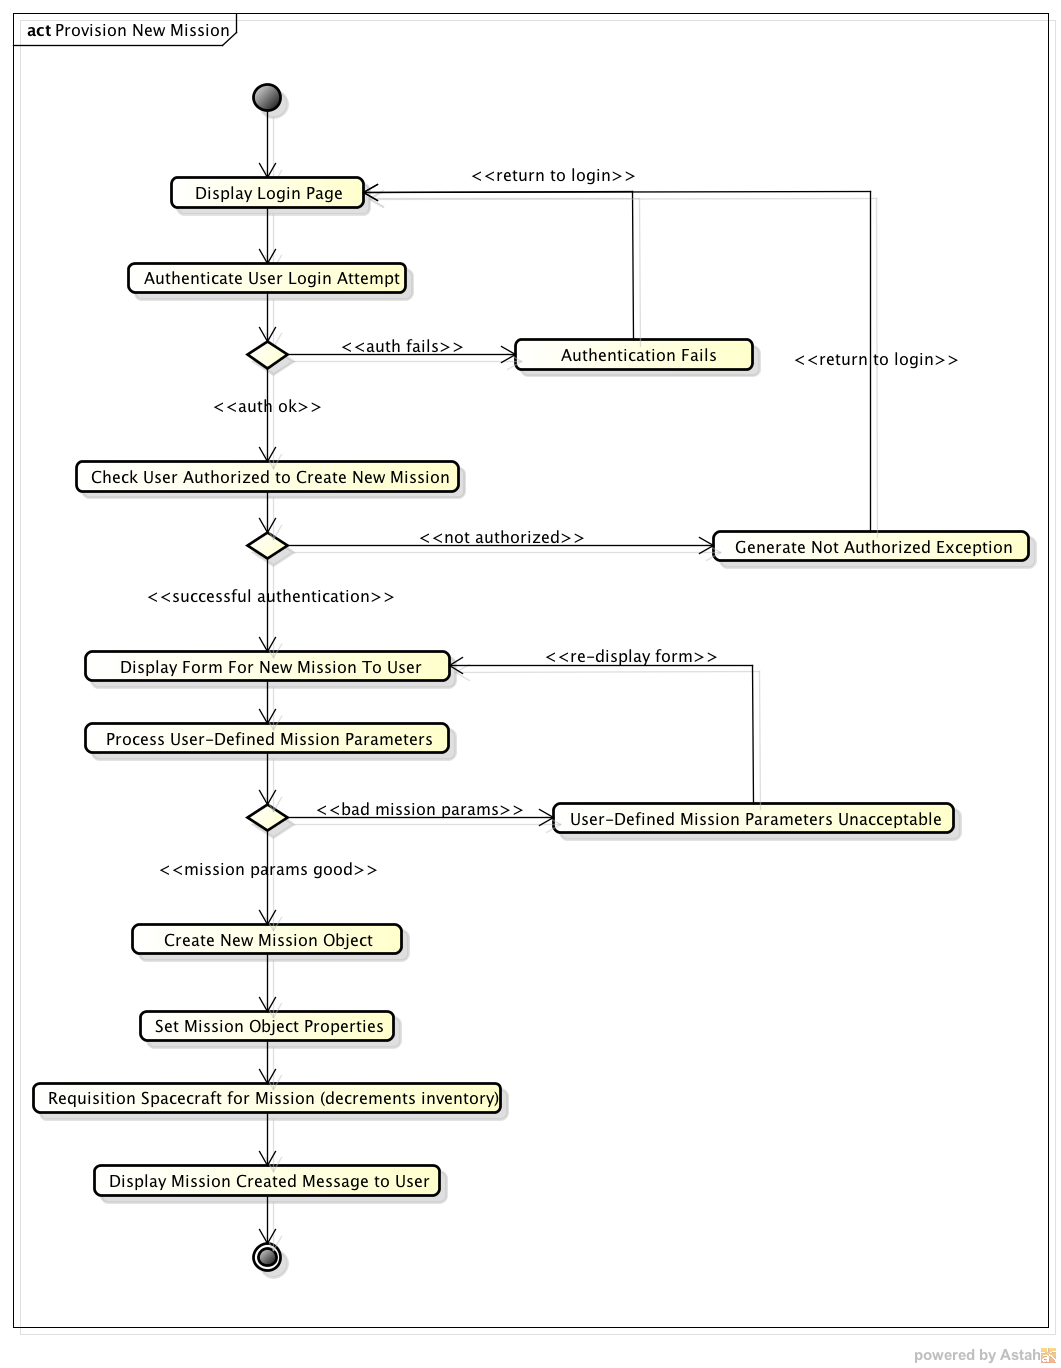 act Provision New Mission
<<return to login>>
Display Login Page
Authenticate User Login Attempt
<<auth fails>>
Authentication Fails
<<return to login>>
<<auth ok>>
Check User Authorized to Create New Mission
<<not authorized>>
Generate Not Authorized Exception
<<successful authentication>>
<<re-display form>>
Display Form For New Mission To User
Process User-Defined Mission Parameters
<<bad mission params>>
User-Defined Mission Parameters Unacceptable
<<mission params good>>
Create New Mission Object
Set Mission Object Properties
Requisition Spacecraft for Mission (decrements inventory)
Display Mission Created Message to User
powered by Astah